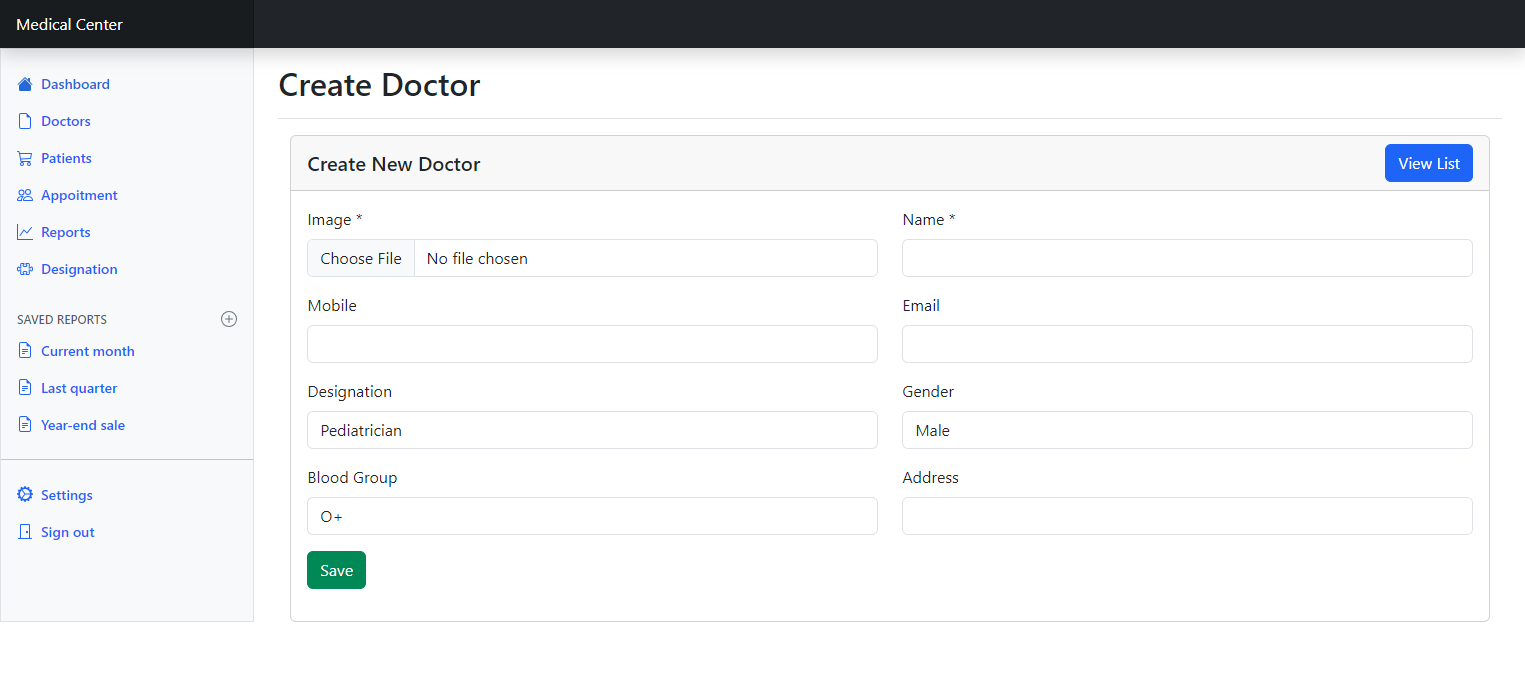 Medical Center
Dashboard
Doctors
Patients
Appoitment
Reports
Designation
SAVED REPORTS
Current month
Last quarter
Year-end sale
Settings
Sign out
Create Doctor
Create New Doctor
View List
Image *
Name *
Choose File No file chosen
Mobile
Email
Designation
Gender
Pediatrician
Male
Blood Group
Address
O+
Save